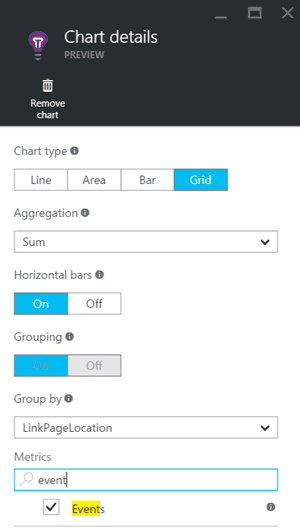 Chart details
PREVIEW
Remove
chart
Chart type
Line Area Bar Grid
Aggregation
Sum
Horizontal bars
On Off
Grouping
On Off
Group by
LinkPageLocation
Metrics
event
Events